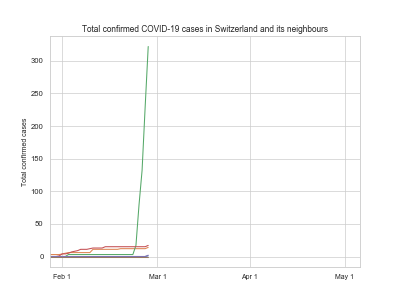 Total confirmed COVID-19 cases in Switzerland and its neighbours
Total confirmed cases
300
250
200
150
100
50
0
Feb 1
Mar 1
Apr 1
May 1